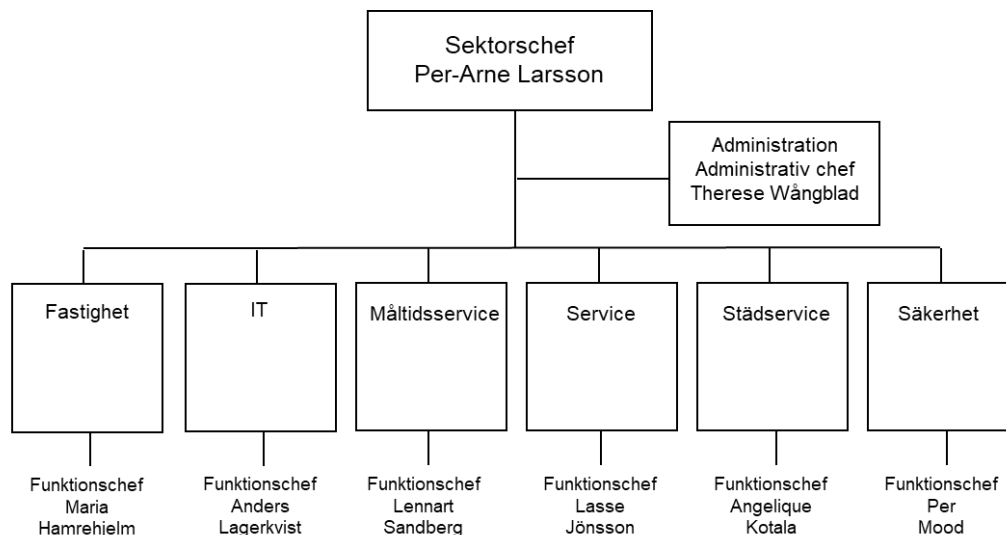 Sektorschef
Per-Arne Larsson
Administration
Administrativ chef
Therese Wångblad
Fastighet
IT
Måltidsservice
Service
Städservice
Säkerhet
Funktionschef
Maria
Hamrehielm
Funktionschef
Anders
Lagerkvist
Funktionschef
Lennart
Sandberg
Funktionschef
Lasse
Jönsson
Funktionschef
Angelique
Kotala
Funktionschef
Per
Mood